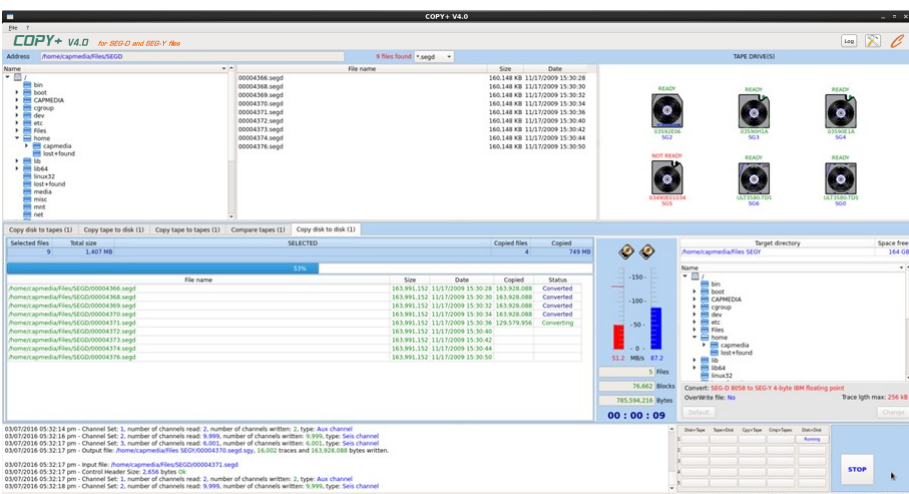 COPY+ V4.0
File ?
COPY+ V4.0 for SEG-D and SEG-Y files
Log
Address /home/capmedia/Files/SEGD 9 files found *.segd TAPE DRIVE(S)
Name File name Size Date
/
bin
boot
CAPMEDIA
cgroup
dev
etc
Files
home
capmedia
lost+found
lib
lib64
linux32
lost+found
media
misc
mnt
net
00004366.segd 160,148 KB 11/17/2009 15:30:28
00004368.segd 160,148 KB 11/17/2009 15:30:30
00004369.segd 160,148 KB 11/17/2009 15:30:32
00004370.segd 160,148 KB 11/17/2009 15:30:34
00004371.segd 160,148 KB 11/17/2009 15:30:36
00004372.segd 160,148 KB 11/17/2009 15:30:40
00004373.segd 160,148 KB 11/17/2009 15:30:42
00004374.segd 160,148 KB 11/17/2009 15:30:44
00004376.segd 160,148 KB 11/17/2009 15:30:50
READY READY READY
03592E06 03590H1A 03590E1A
SG2 SG3 SG4
NOT READY READY READY
ULT3580-TD5 ULT3580-TD5
SG5 SG6 SG0
Copy disk to tapes (1) Copy tape to disk (1) Copy tape to tapes (1) Compare tapes (1) Copy disk to disk (1)
Selected files Total size SELECTED Copied files Copied
9 1,407 MB 4 749 MB
53%
File name Size Date Copied Status
/home/capmedia/Files/SEGD/00004366.segd 163,991,152 11/17/2009 15:30:28 163,928,088 Converted
/home/capmedia/Files/SEGD/00004368.segd 163,991,152 11/17/2009 15:30:30 163,928,088 Converted
/home/capmedia/Files/SEGD/00004369.segd 163,991,152 11/17/2009 15:30:32 163,928,088 Converted
/home/capmedia/Files/SEGD/00004370.segd 163,991,152 11/17/2009 15:30:34 163,928,088 Converted
/home/capmedia/Files/SEGD/00004371.segd 163,991,152 11/17/2009 15:30:36 129,579,956 Converting
/home/capmedia/Files/SEGD/00004372.segd 163,991,152 11/17/2009 15:30:40
/home/capmedia/Files/SEGD/00004373.segd 163,991,152 11/17/2009 15:30:42
/home/capmedia/Files/SEGD/00004374.segd 163,991,152 11/17/2009 15:30:44
/home/capmedia/Files/SEGD/00004376.segd 163,991,152 11/17/2009 15:30:50
-150-
-100-
-50-
- 0 -
51.2 MB/s 87.2
5 Files
76,662 Blocks
785,594,216 Bytes
00 : 00 : 09
Target directory Space free
/home/capmedia/Files SEGY 164 GB
Name
/
bin
boot
CAPMEDIA
cgroup
dev
etc
Files
home
capmedia
lost+found
lib
lib64
linux32
Convert: SEG-D 8058 to SEG-Y 4-byte IBM floating point
OverWrite file: No Trace lgth max: 256 kB
Default Change
03/07/2016 05:32:14 pm - Channel Set: 1, number of channels read: 2, number of channels written: 2, type: Aux channel
03/07/2016 05:32:16 pm - Channel Set: 2, number of channels read: 9,999, number of channels written: 9,999, type: Seis channel
03/07/2016 05:32:17 pm - Channel Set: 3, number of channels read: 6,001, number of channels written: 6,001, type: Seis channel
03/07/2016 05:32:17 pm - Output file: /home/capmedia/Files SEGY/00004370.segd.sgy, 16,002 traces and 163,928,088 bytes written.
03/07/2016 05:32:17 pm - Input file: /home/capmedia/Files/SEGD/00004371.segd
03/07/2016 05:32:17 pm - Control Header Size: 2,656 bytes Ok
03/07/2016 05:32:17 pm - Channel Set: 1, number of channels read: 2, number of channels written: 2, type: Aux channel
03/07/2016 05:32:18 pm - Channel Set: 2, number of channels read: 9,999, number of channels written: 9,999, type: Seis channel
Disk>Tape Tape>Disk Cpy>Tape Cmp>Tapes Disk>Disk
1 Running
2
3
4
5
STOP